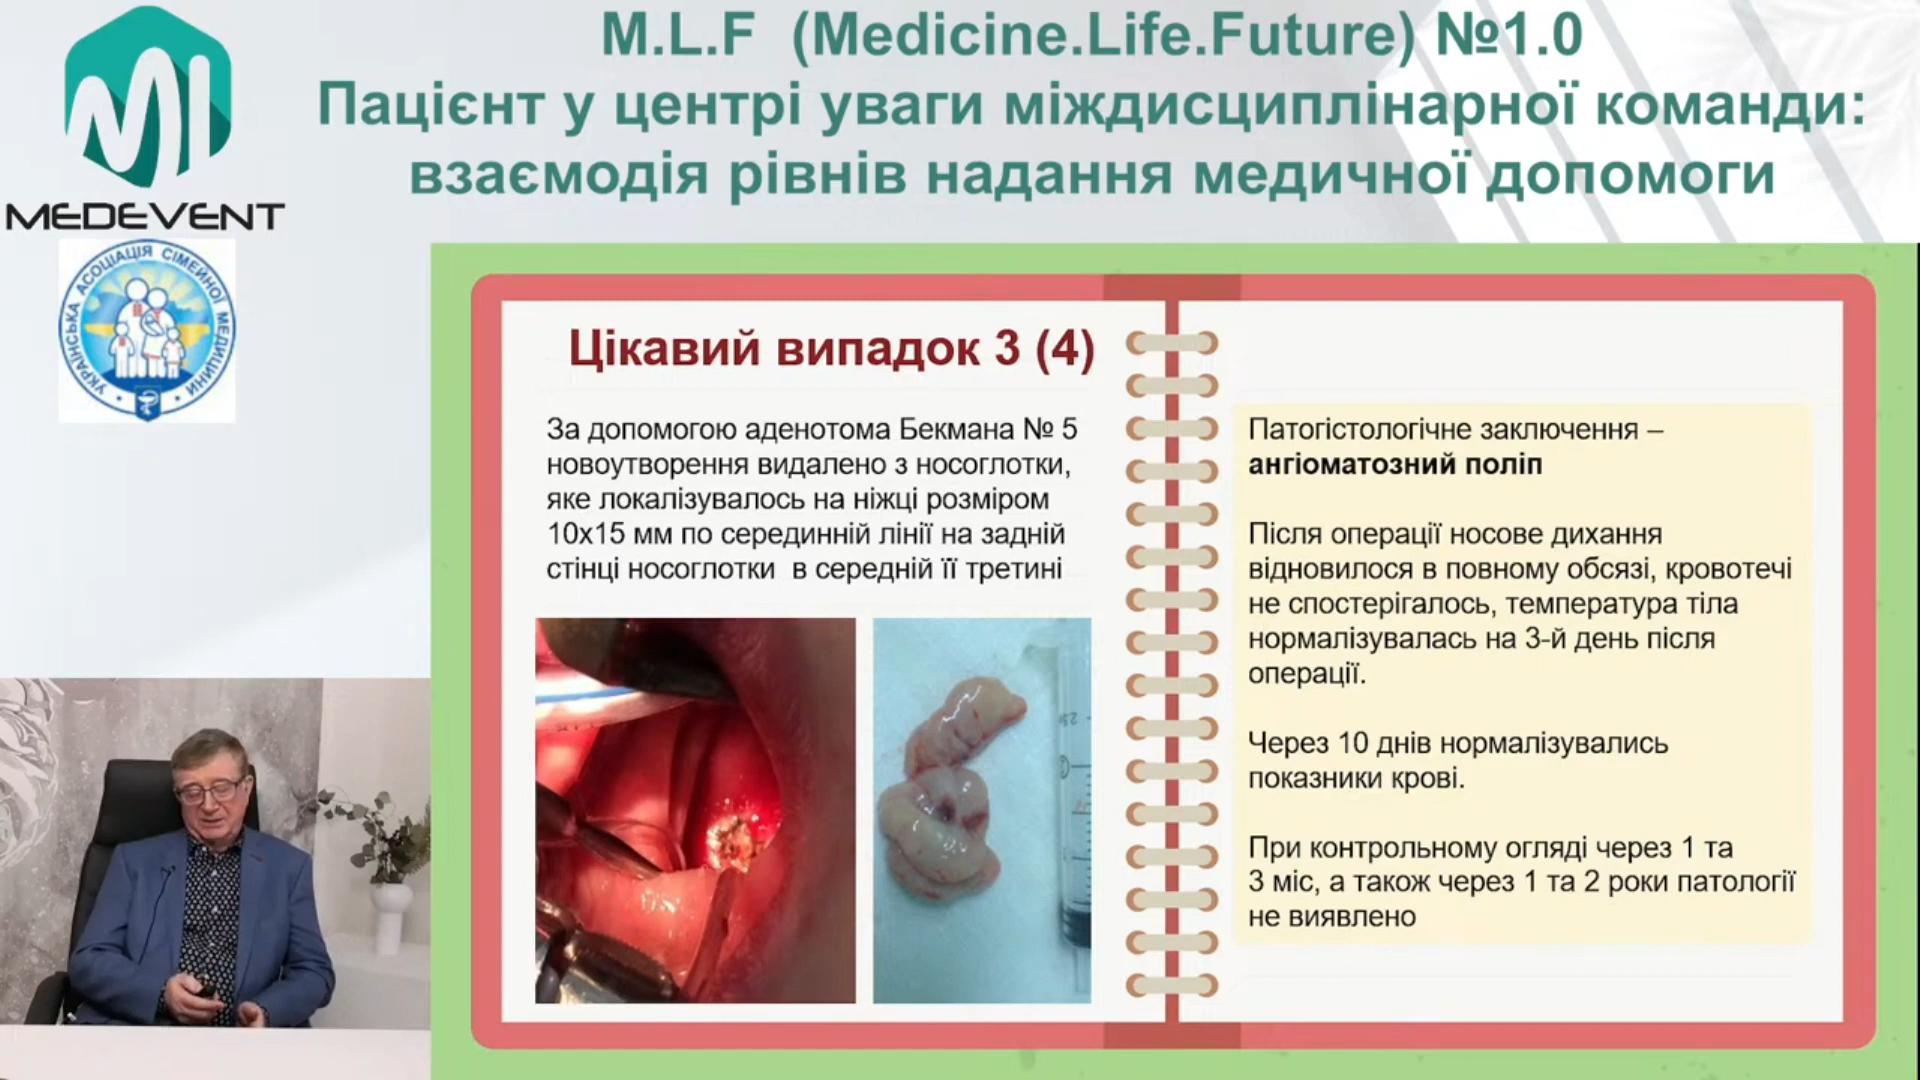 M.L.F (Medicine.Life.Future) №1.0
Пацієнт у центрі уваги міждисциплінарної команди:
взаємодія рівнів надання медичної допомоги
MEDEVENT
УКРАЇНСЬКА АСОЦІАЦІЯ СІМЕЙНОЇ МЕДИЦИНИ
Цікавий випадок 3 (4)
За допомогою аденотома Бекмана № 5
новоутворення видалено з носоглотки,
яке локалізувалось на ніжці розміром
10х15 мм по серединній лінії на задній
стінці носоглотки в середній її третині
Патогістологічне заключення –
ангіоматозний поліп
Після операції носове дихання
відновилося в повному обсязі, кровотечі
не спостерігалось, температура тіла
нормалізувалась на 3-й день після
операції.
Через 10 днів нормалізувались
показники крові.
При контрольному огляді через 1 та
3 міс, а також через 1 та 2 роки патології
не виявлено